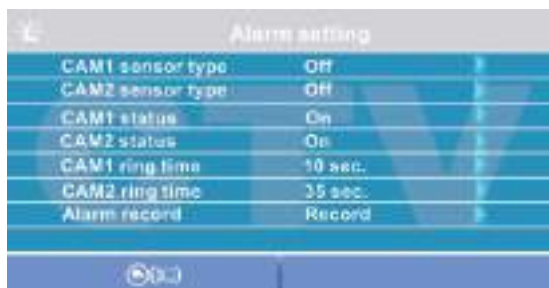 Alarm setting
CAM1 sensor type Off
CAM2 sensor type Off
CAM1 status On
CAM2 status On
CAM1 ring time 10 sec.
CAM2 ring time 35 sec.
Alarm record Record
CTV